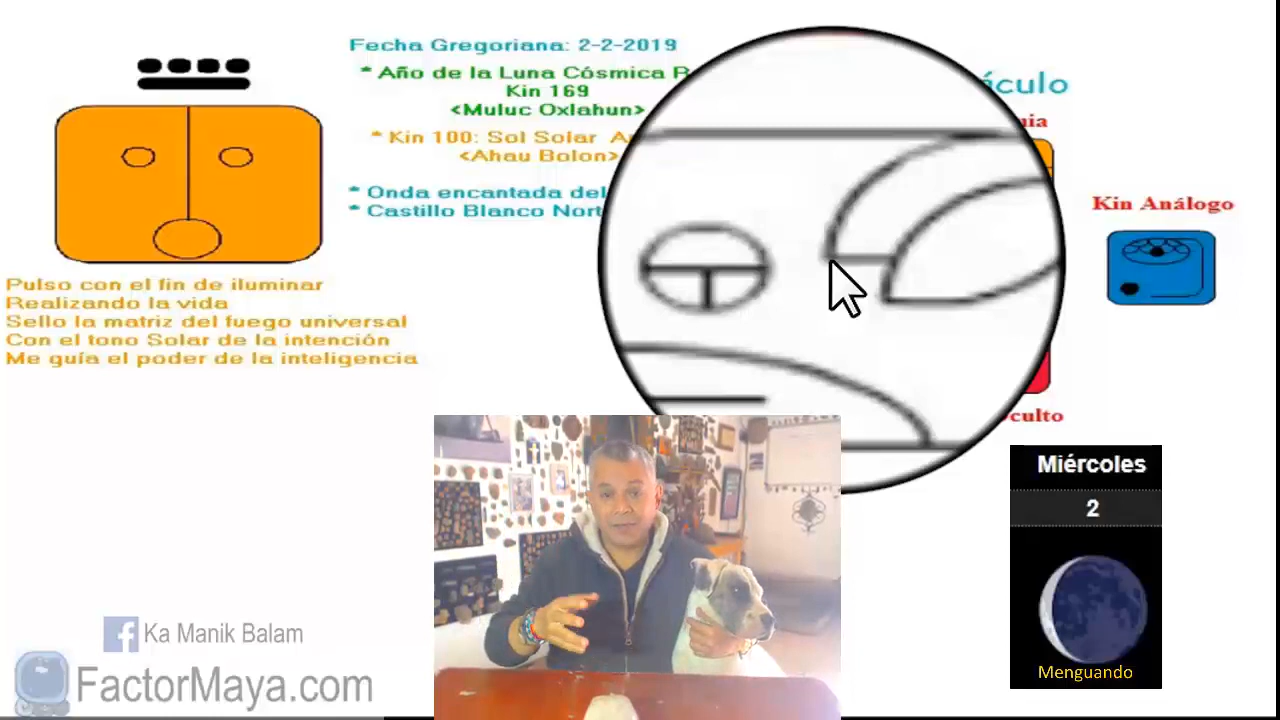 Fecha Gregoriana: 2-2-2019
* Año de la Luna Cósmica R
Kin 169
<Muluc Oxlahun>
* Kin 100: Sol Solar A
<Ahau Bolon>
* Onda encantada del
* Castillo Blanco Nort
áculo
nia
Kin Análogo
culto
Pulso con el fin de iluminar
Realizando la vida
Sello la matriz del fuego universal
Con el tono Solar de la intención
Me guía el poder de la inteligencia
Miércoles
2
Menguando
Ka Manik Balam
FactorMaya.com